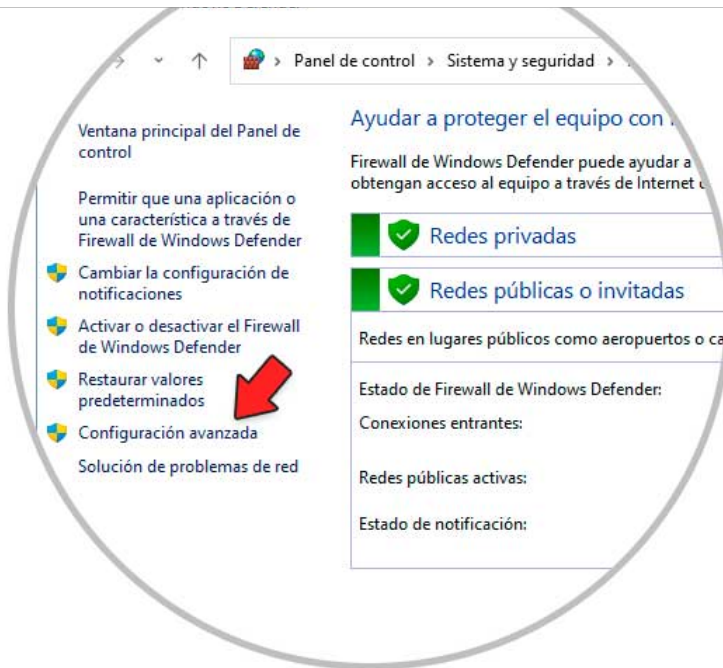 Panel de control > Sistema y seguridad >
Ayudar a proteger el equipo con
Ventana principal del Panel de
control
Firewall de Windows Defender puede ayudar a
obtengan acceso al equipo a través de Internet
Permitir que una aplicación o
una característica a través de
Firewall de Windows Defender
Redes privadas
Cambiar la configuración de
notificaciones
Redes públicas o invitadas
Activar o desactivar el Firewall
de Windows Defender
Redes en lugares públicos como aeropuertos o ca
Restaurar valores
predeterminados
Estado de Firewall de Windows Defender:
Configuración avanzada
Conexiones entrantes:
Solución de problemas de red
Redes públicas activas:
Estado de notificación: